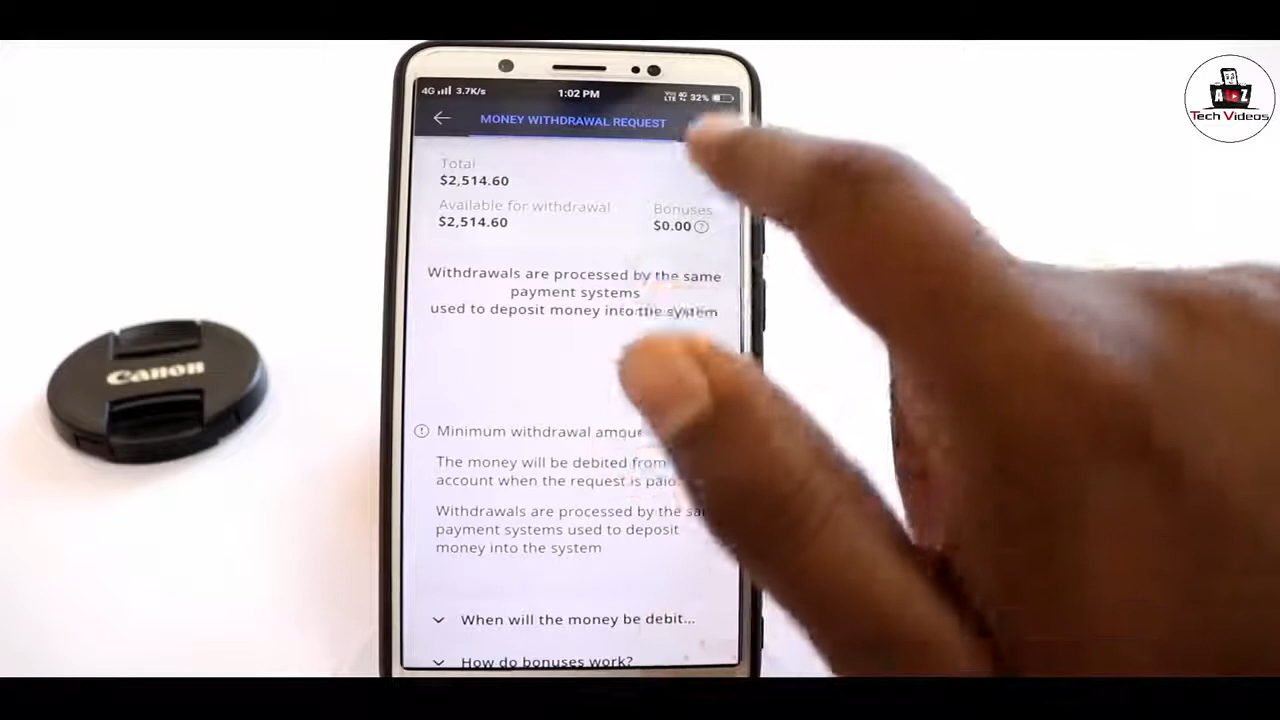 4G 3.7K/s 1:02 PM VoLTE 4G 32%
MONEY WITHDRAWAL REQUEST
Total
$2,514.60
Available for withdrawal Bonuses
$2,514.60 $0.00
Withdrawals are processed by the same
payment systems
used to deposit money into the system
Minimum withdrawal
The money will be debited from
account when the request is paid.
Withdrawals are processed by the
payment systems used to deposit
money into the system
When will the money be debit...
How do bonuses work?
Canon
A Z
Tech Videos